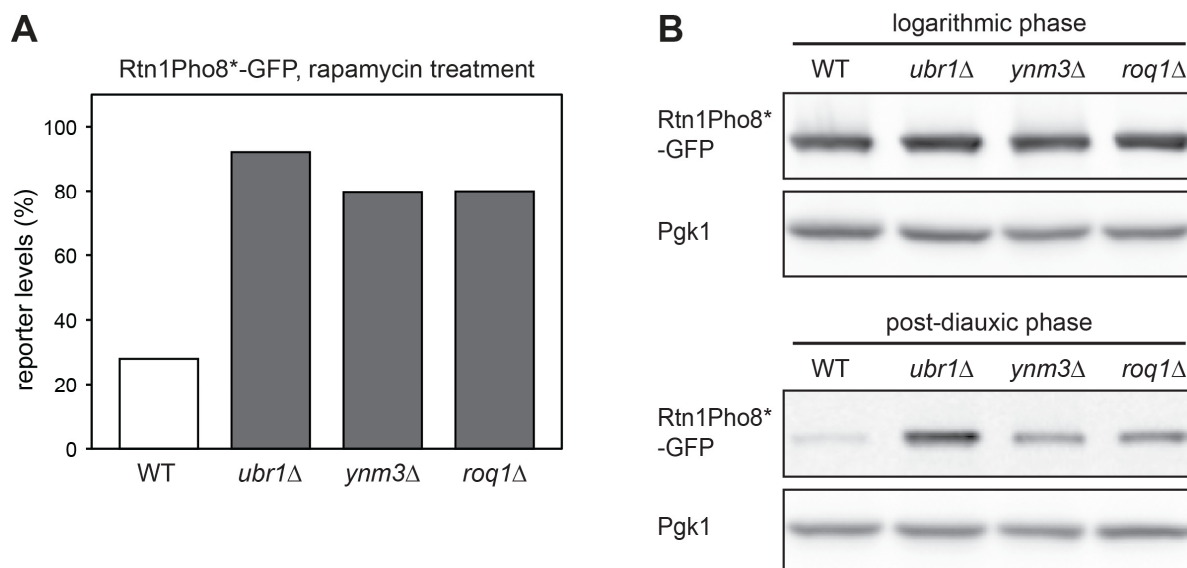 A
Rtn1Pho8*-GFP, rapamycin treatment
reporter levels (%)
100
80
60
40
20
0
WT ubr1Δ ynm3Δ roq1Δ
B
logarithmic phase
WT ubr1Δ ynm3Δ roq1Δ
Rtn1Pho8*
-GFP
Pgk1
post-diauxic phase
WT ubr1Δ ynm3Δ roq1Δ
Rtn1Pho8*
-GFP
Pgk1